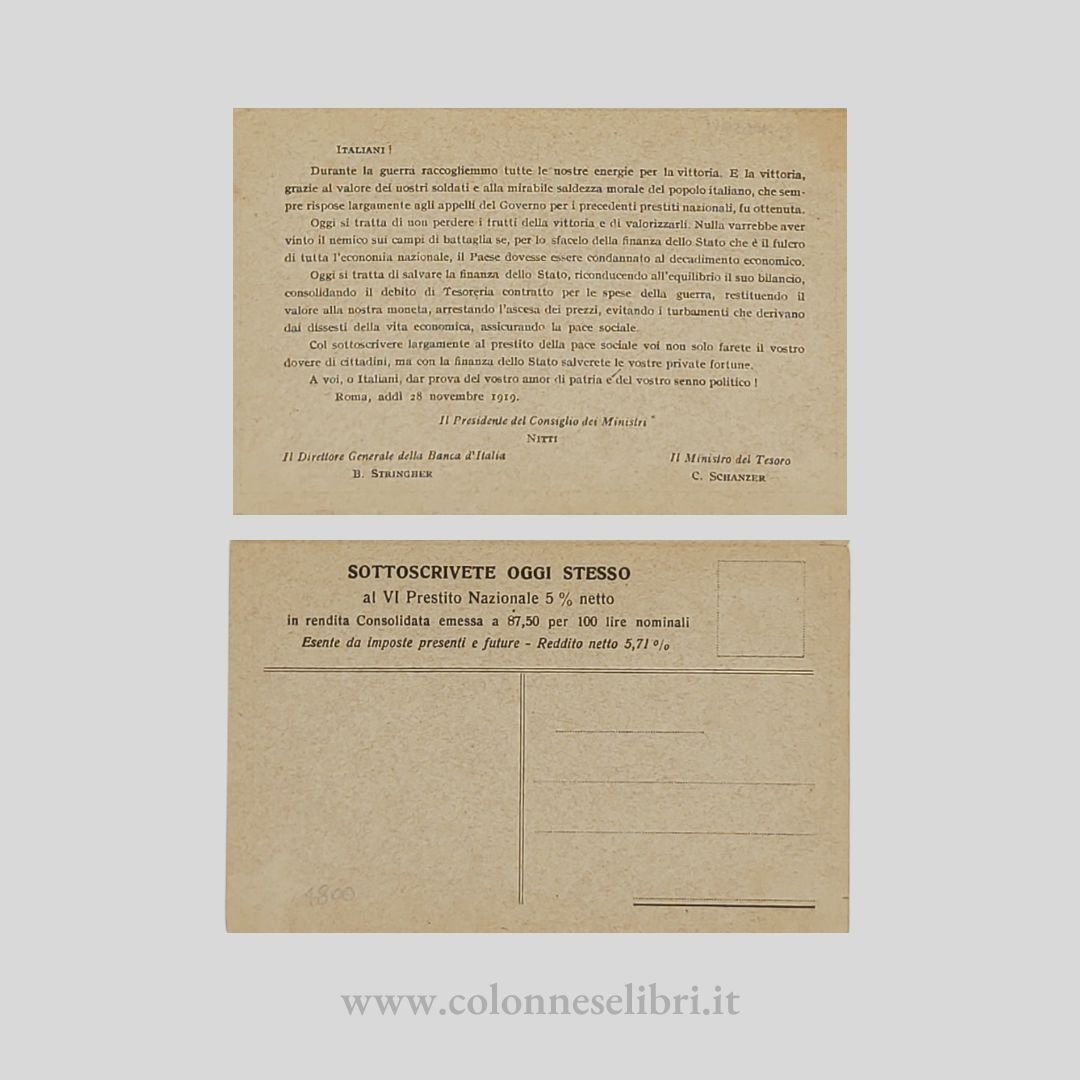 ITALIANI !
Durante la guerra raccogliemmo tutte le nostre energie per la vittoria. E la vittoria,
grazie al valore dei nostri soldati e alla mirabile saldezza morale del popolo italiano, che sem-
pre rispose largamente agli appelli del Governo per i precedenti prestiti nazionali, fu ottenuta.
Oggi si tratta di non perdere i frutti della vittoria e di valorizzarli. Nulla varrebbe aver
vinto il nemico sui campi di battaglia se, per lo sfacelo della finanza dello Stato che è il fulcro
di tutta l'economia nazionale, il Paese dovesse essere condannato al decadimento economico.
Oggi si tratta di salvare la finanza dello Stato, riconducendo all'equilibrio il suo bilancio,
consolidando il debito di Tesoreria contratto per le spese della guerra, restituendo il
valore alla nostra moneta, arrestando l'ascesa dei prezzi, evitando i turbamenti che derivano
dai dissesti della vita economica, assicurando la pace sociale.
Col sottoscrivere largamente al prestito della pace sociale voi non solo farete il vostro
dovere di cittadini, ma con la finanza dello Stato salverete le vostre private fortune.
A voi, o Italiani, dar prova del vostro amor di patria e del vostro senno politico !
Roma, addì 28 novembre 1919.
Il Presidente del Consiglio dei Ministri
NITTI
Il Direttore Generale della Banca d'Italia
B. STRINGHER
Il Ministro del Tesoro
C. SCHANZER
SOTTOSCRIVETE OGGI STESSO
al VI Prestito Nazionale 5 % netto
in rendita Consolidata emessa a 87,50 per 100 lire nominali
Esente da imposte presenti e future - Reddito netto 5,71 %
1800
www.colonneselibri.it